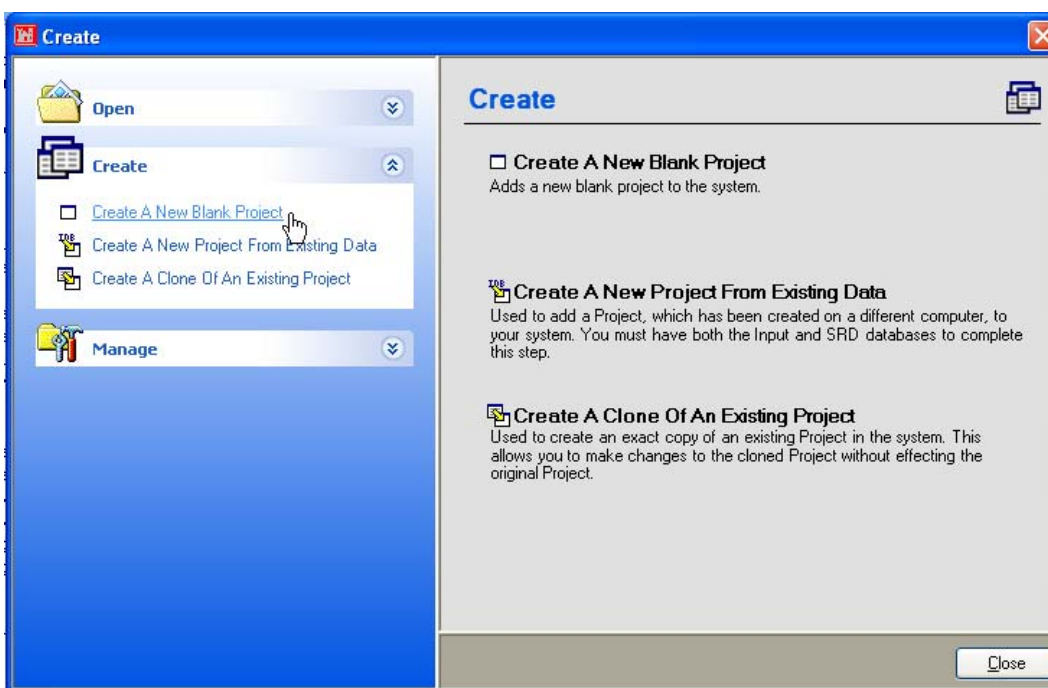 Create
Open
Create
Create A New Blank Project
Create A New Project From Existing Data
Create A Clone Of An Existing Project
Manage
Create
Create A New Blank Project
Adds a new blank project to the system.
Create A New Project From Existing Data
Used to add a Project, which has been created on a different computer, to
your system. You must have both the Input and SRD databases to complete
this step.
Create A Clone Of An Existing Project
Used to create an exact copy of an existing Project in the system. This
allows you to make changes to the cloned Project without effecting the
original Project.
Close